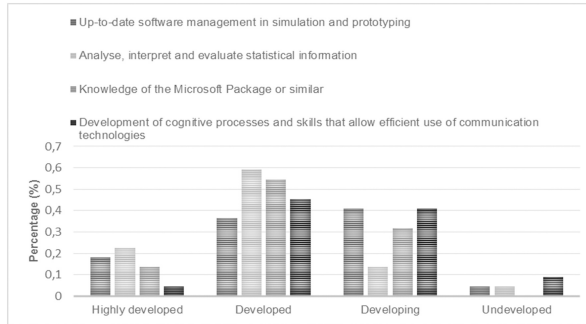 Up-to-date software management in simulation and prototyping
Analyse, interpret and evaluate statistical information
Knowledge of the Microsoft Package or similar
Development of cognitive processes and skills that allow efficient use of communication
technologies
0,7
0,6
0,5
0,4
0,3
0,2
0,1
0
Percentage (%)
Highly developed Developed Developing Undeveloped